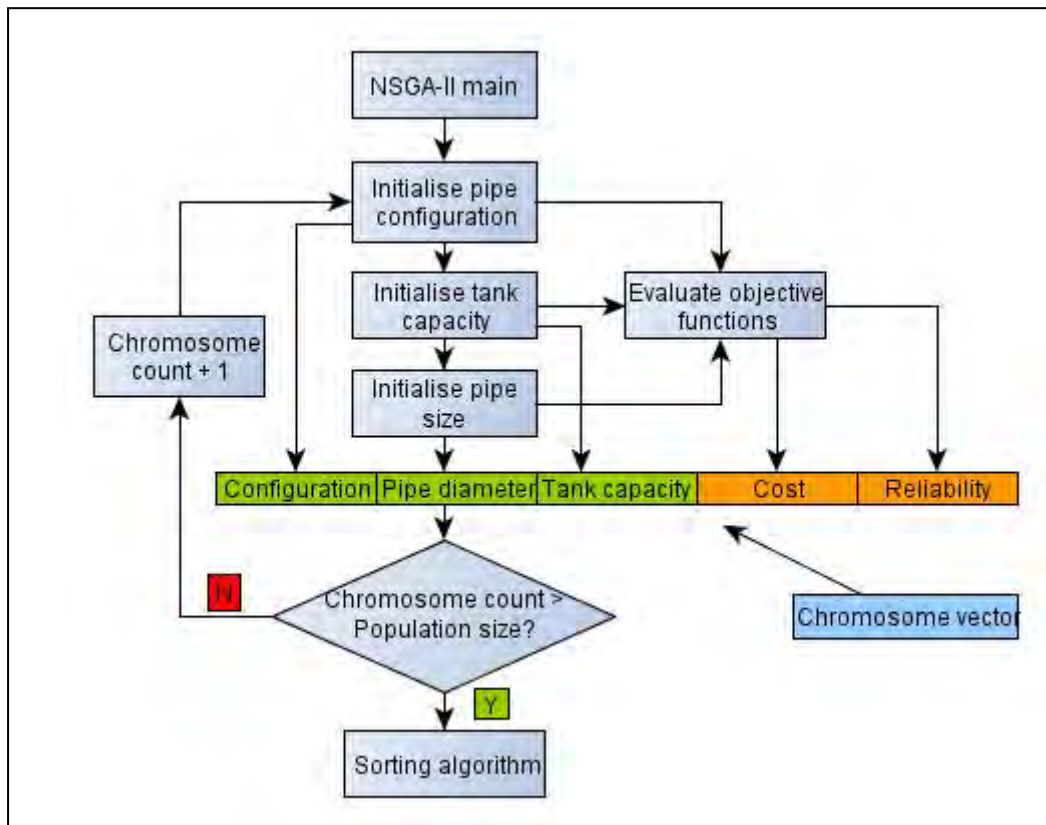 NSGA-II main
Initialise pipe
configuration
Initialise tank
capacity
Evaluate objective
functions
Chromosome
count + 1
Initialise pipe
size
Configuration
Pipe diameter
Tank capacity
Cost
Reliability
N
Chromosome count >
Population size?
Chromosome vector
Y
Sorting algorithm